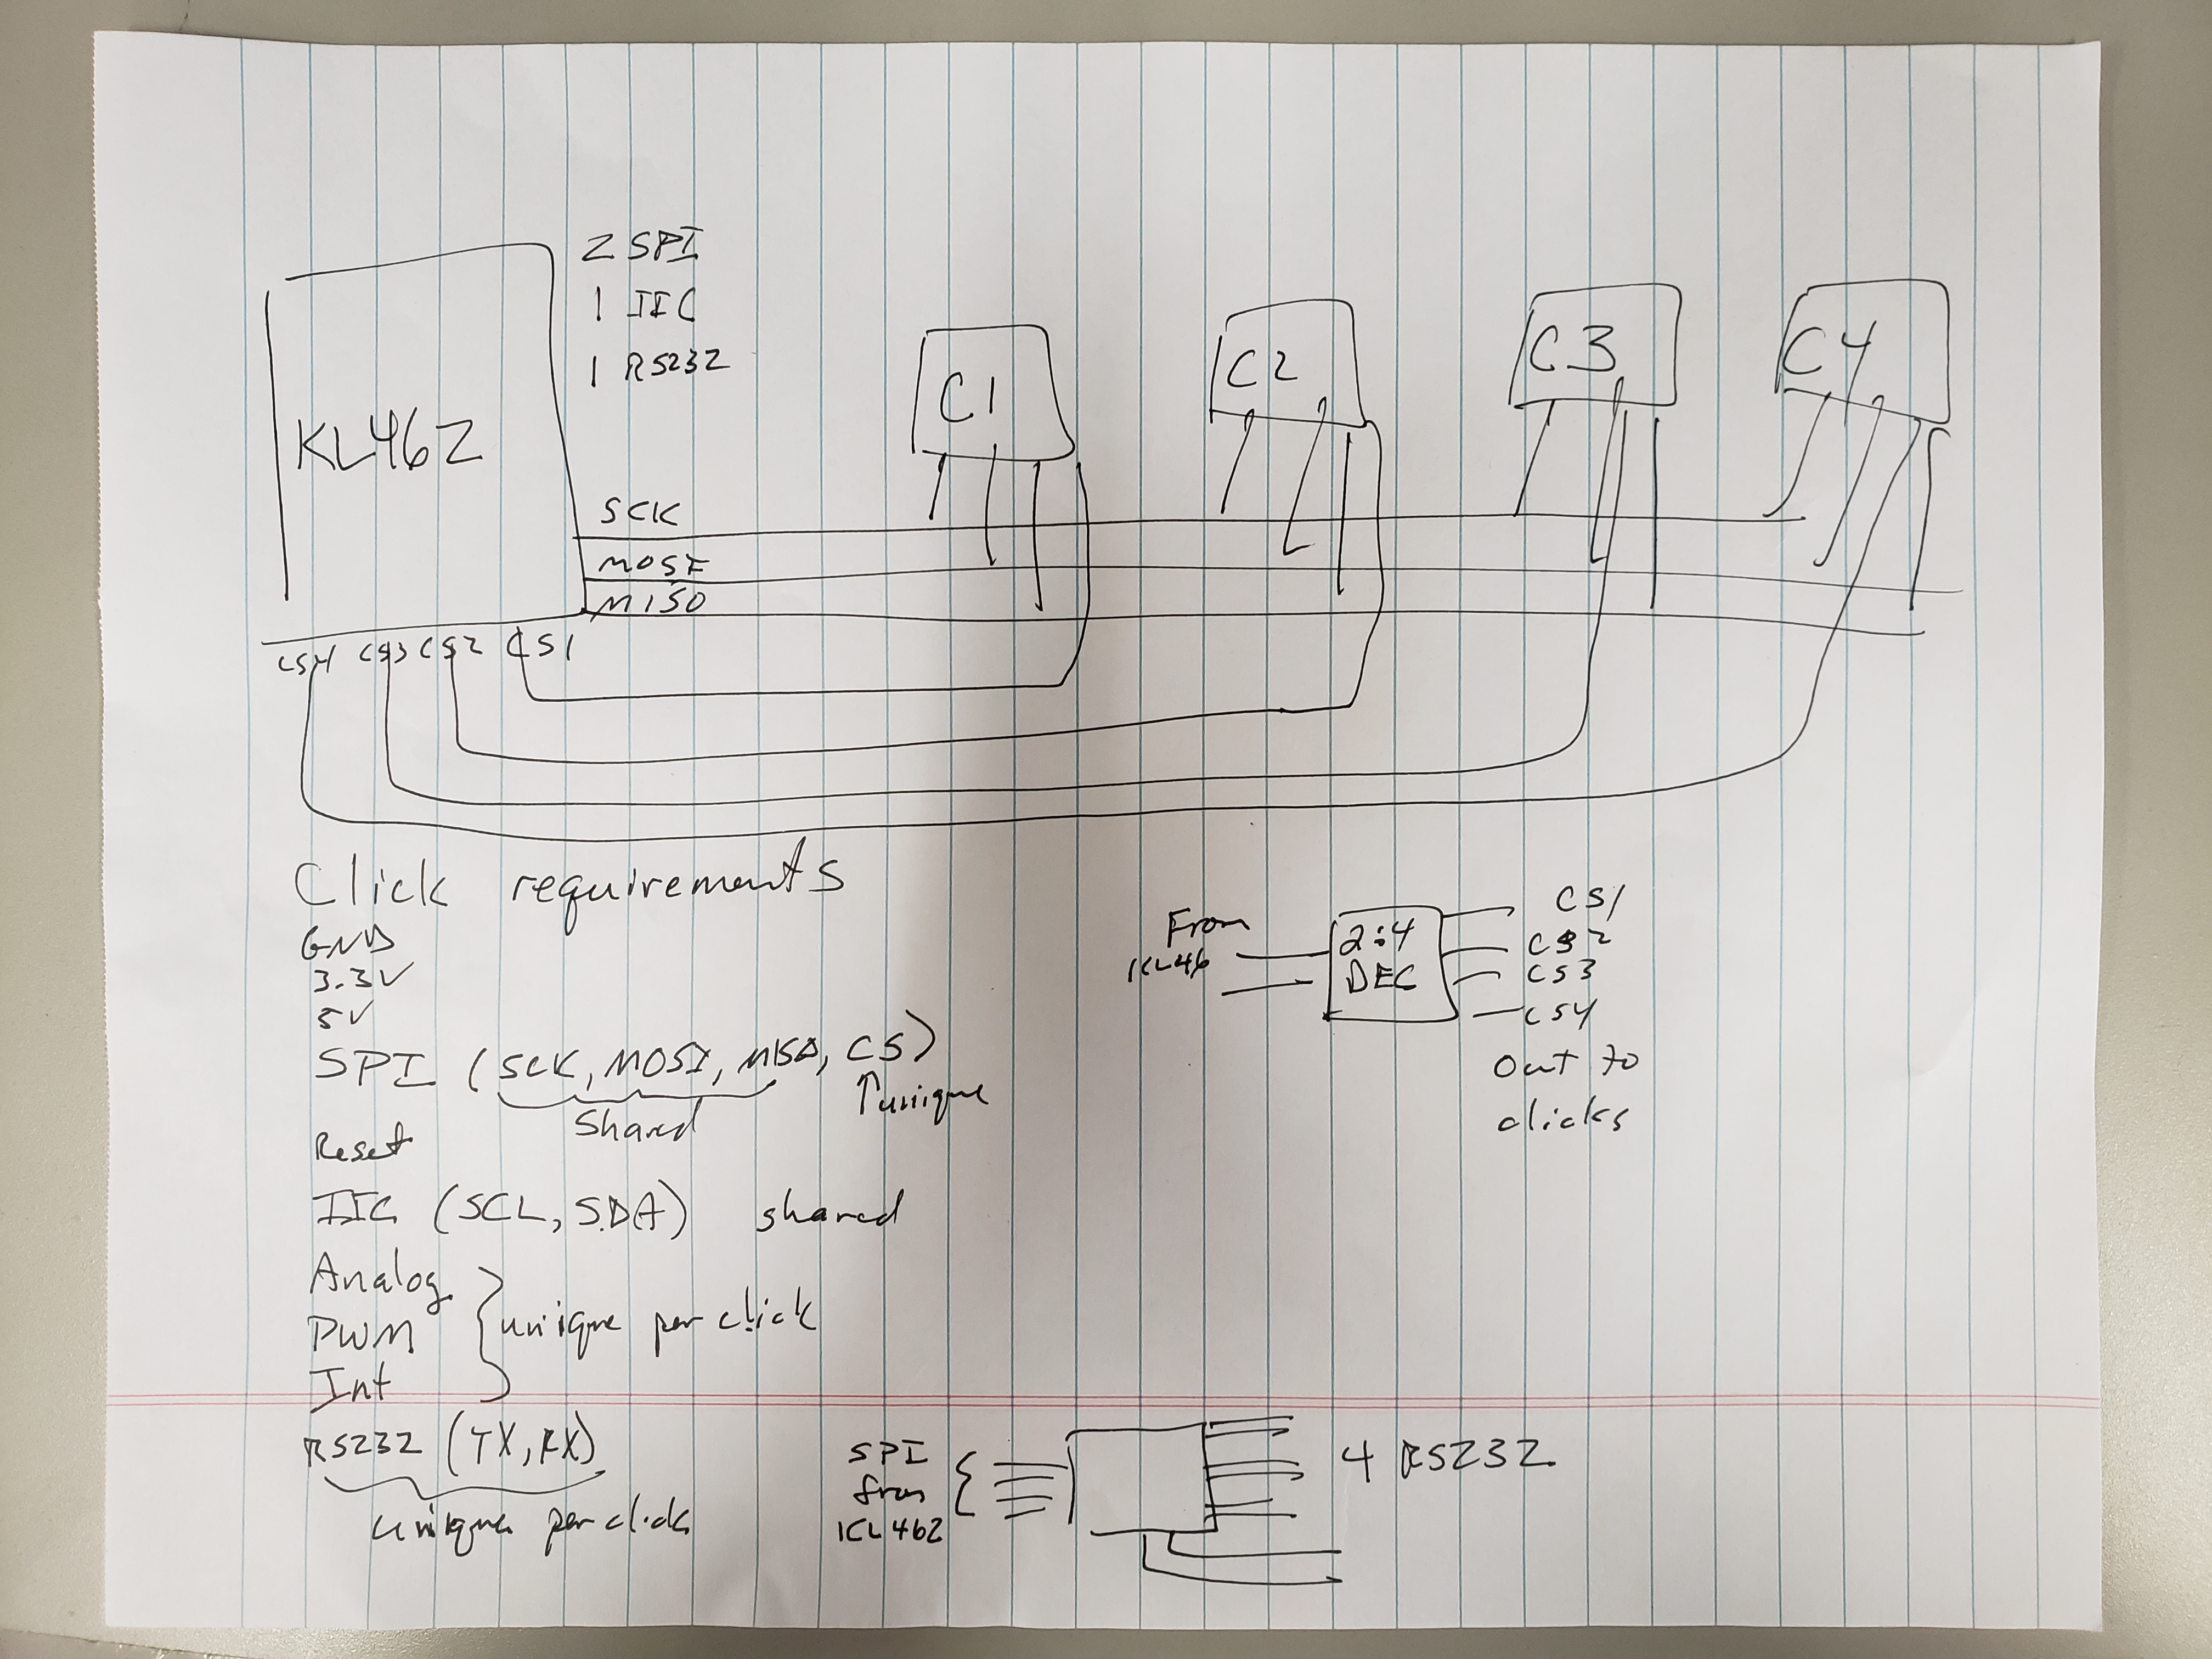 2 SPI
1 IIC
1 RS232
KL46Z
C1
C2
C3
C4
SCK
MOSI
MISO
CS4 CS3 CS2 CS1
Click requirements
GND
3.3V
5V
SPI (SCK, MOSI, MISO, CS)
Shared
↑unique
Reset
IIC (SCL, SDA) shared
Analog
PWM
Int
unique per click
RS232 (TX, RX)
unique per click
From
KL46
2:4
DEC
CS1
CS2
CS3
CS4
Out to
clicks
SPI
from
KL46Z
4 RS232